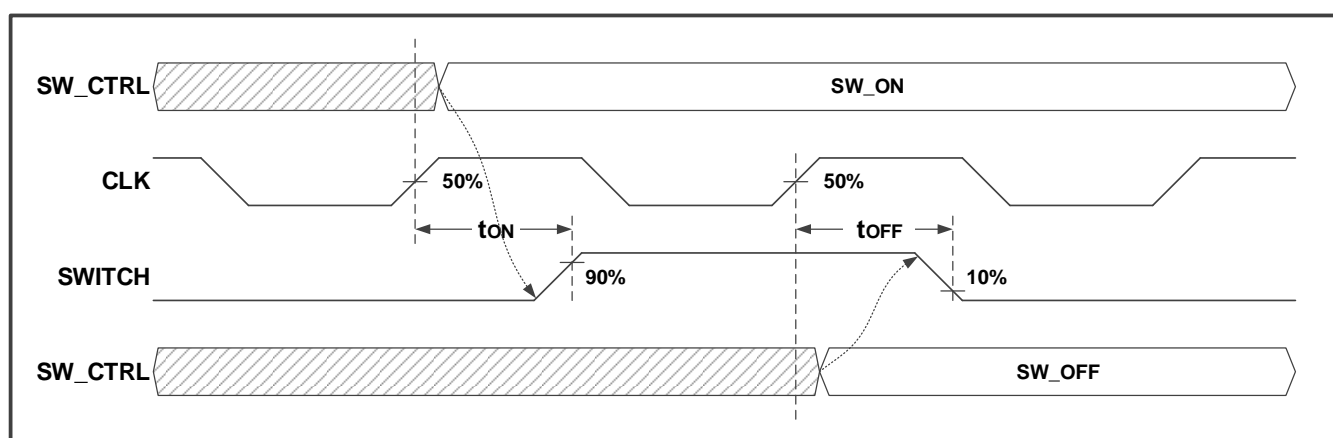 SW_CTRL
SW_ON
CLK
50%
50%
tON
tOFF
SWITCH
90%
10%
SW_CTRL
SW_OFF